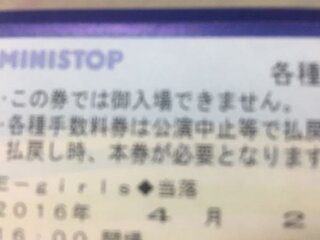 MINISTOP
各種
・この券では御入場できません。
・各種手数料券は公演中止等で払戻
払戻し時、本券が必要となります
E－girls◆当落
2016年 4月 2
16:00 開場